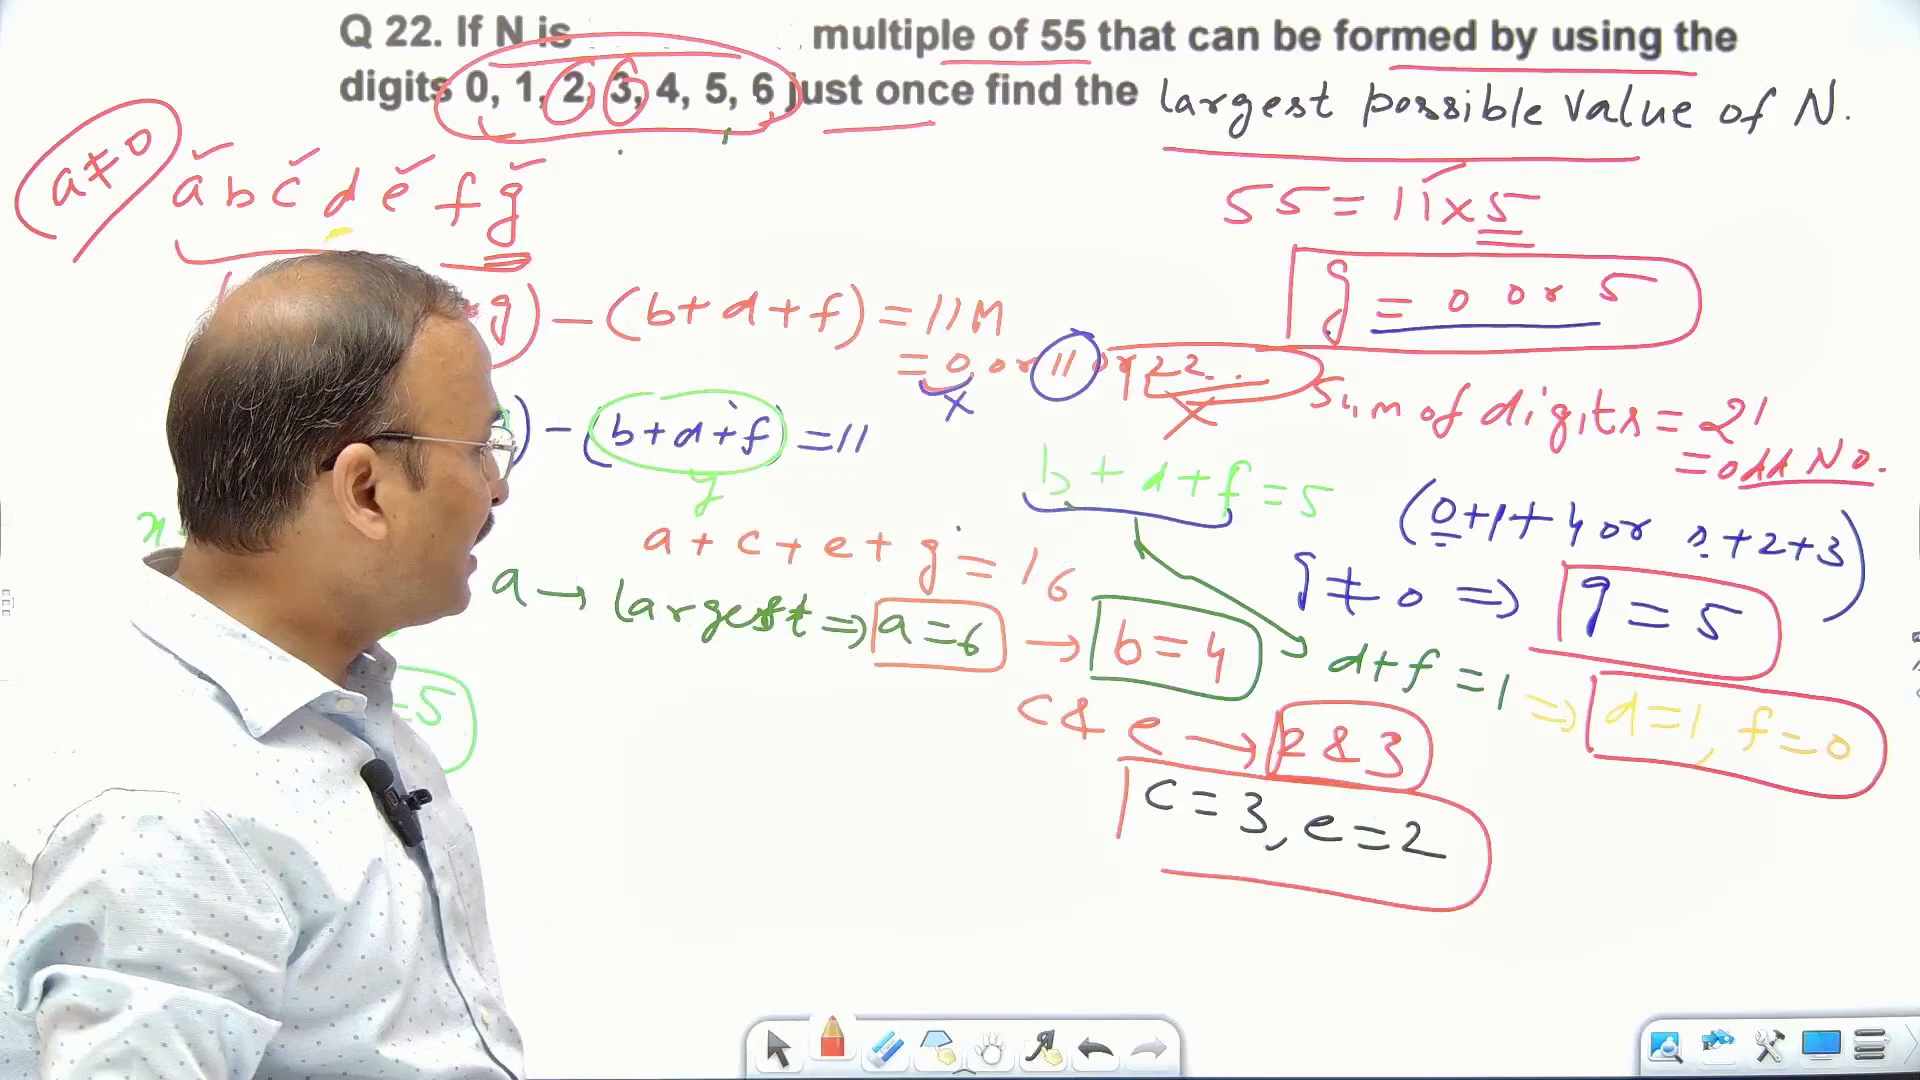 Q 22. If N is multiple of 55 that can be formed by using the
digits 0, 1, 2, 3, 4, 5, 6 just once find the largest possible value of N.
a≠0
a b c d e f g
55 = 11×5
g = 0 or 5
g) - (b+d+f) = 11M
= 0 or 11 or 22..
X X
Sum of digits = 21
= odd No.
) - (b+d+f) = 11
y
b + d + f = 5
(0+1+4 or 0+2+3)
a + c + e + g = 16
g ≠ 0 ⇒ g = 5
a → largest ⇒ a = 6 → b = 4
d+f = 1 ⇒ d=1, f=0
=5
c & e → 2 & 3
c = 3, e = 2